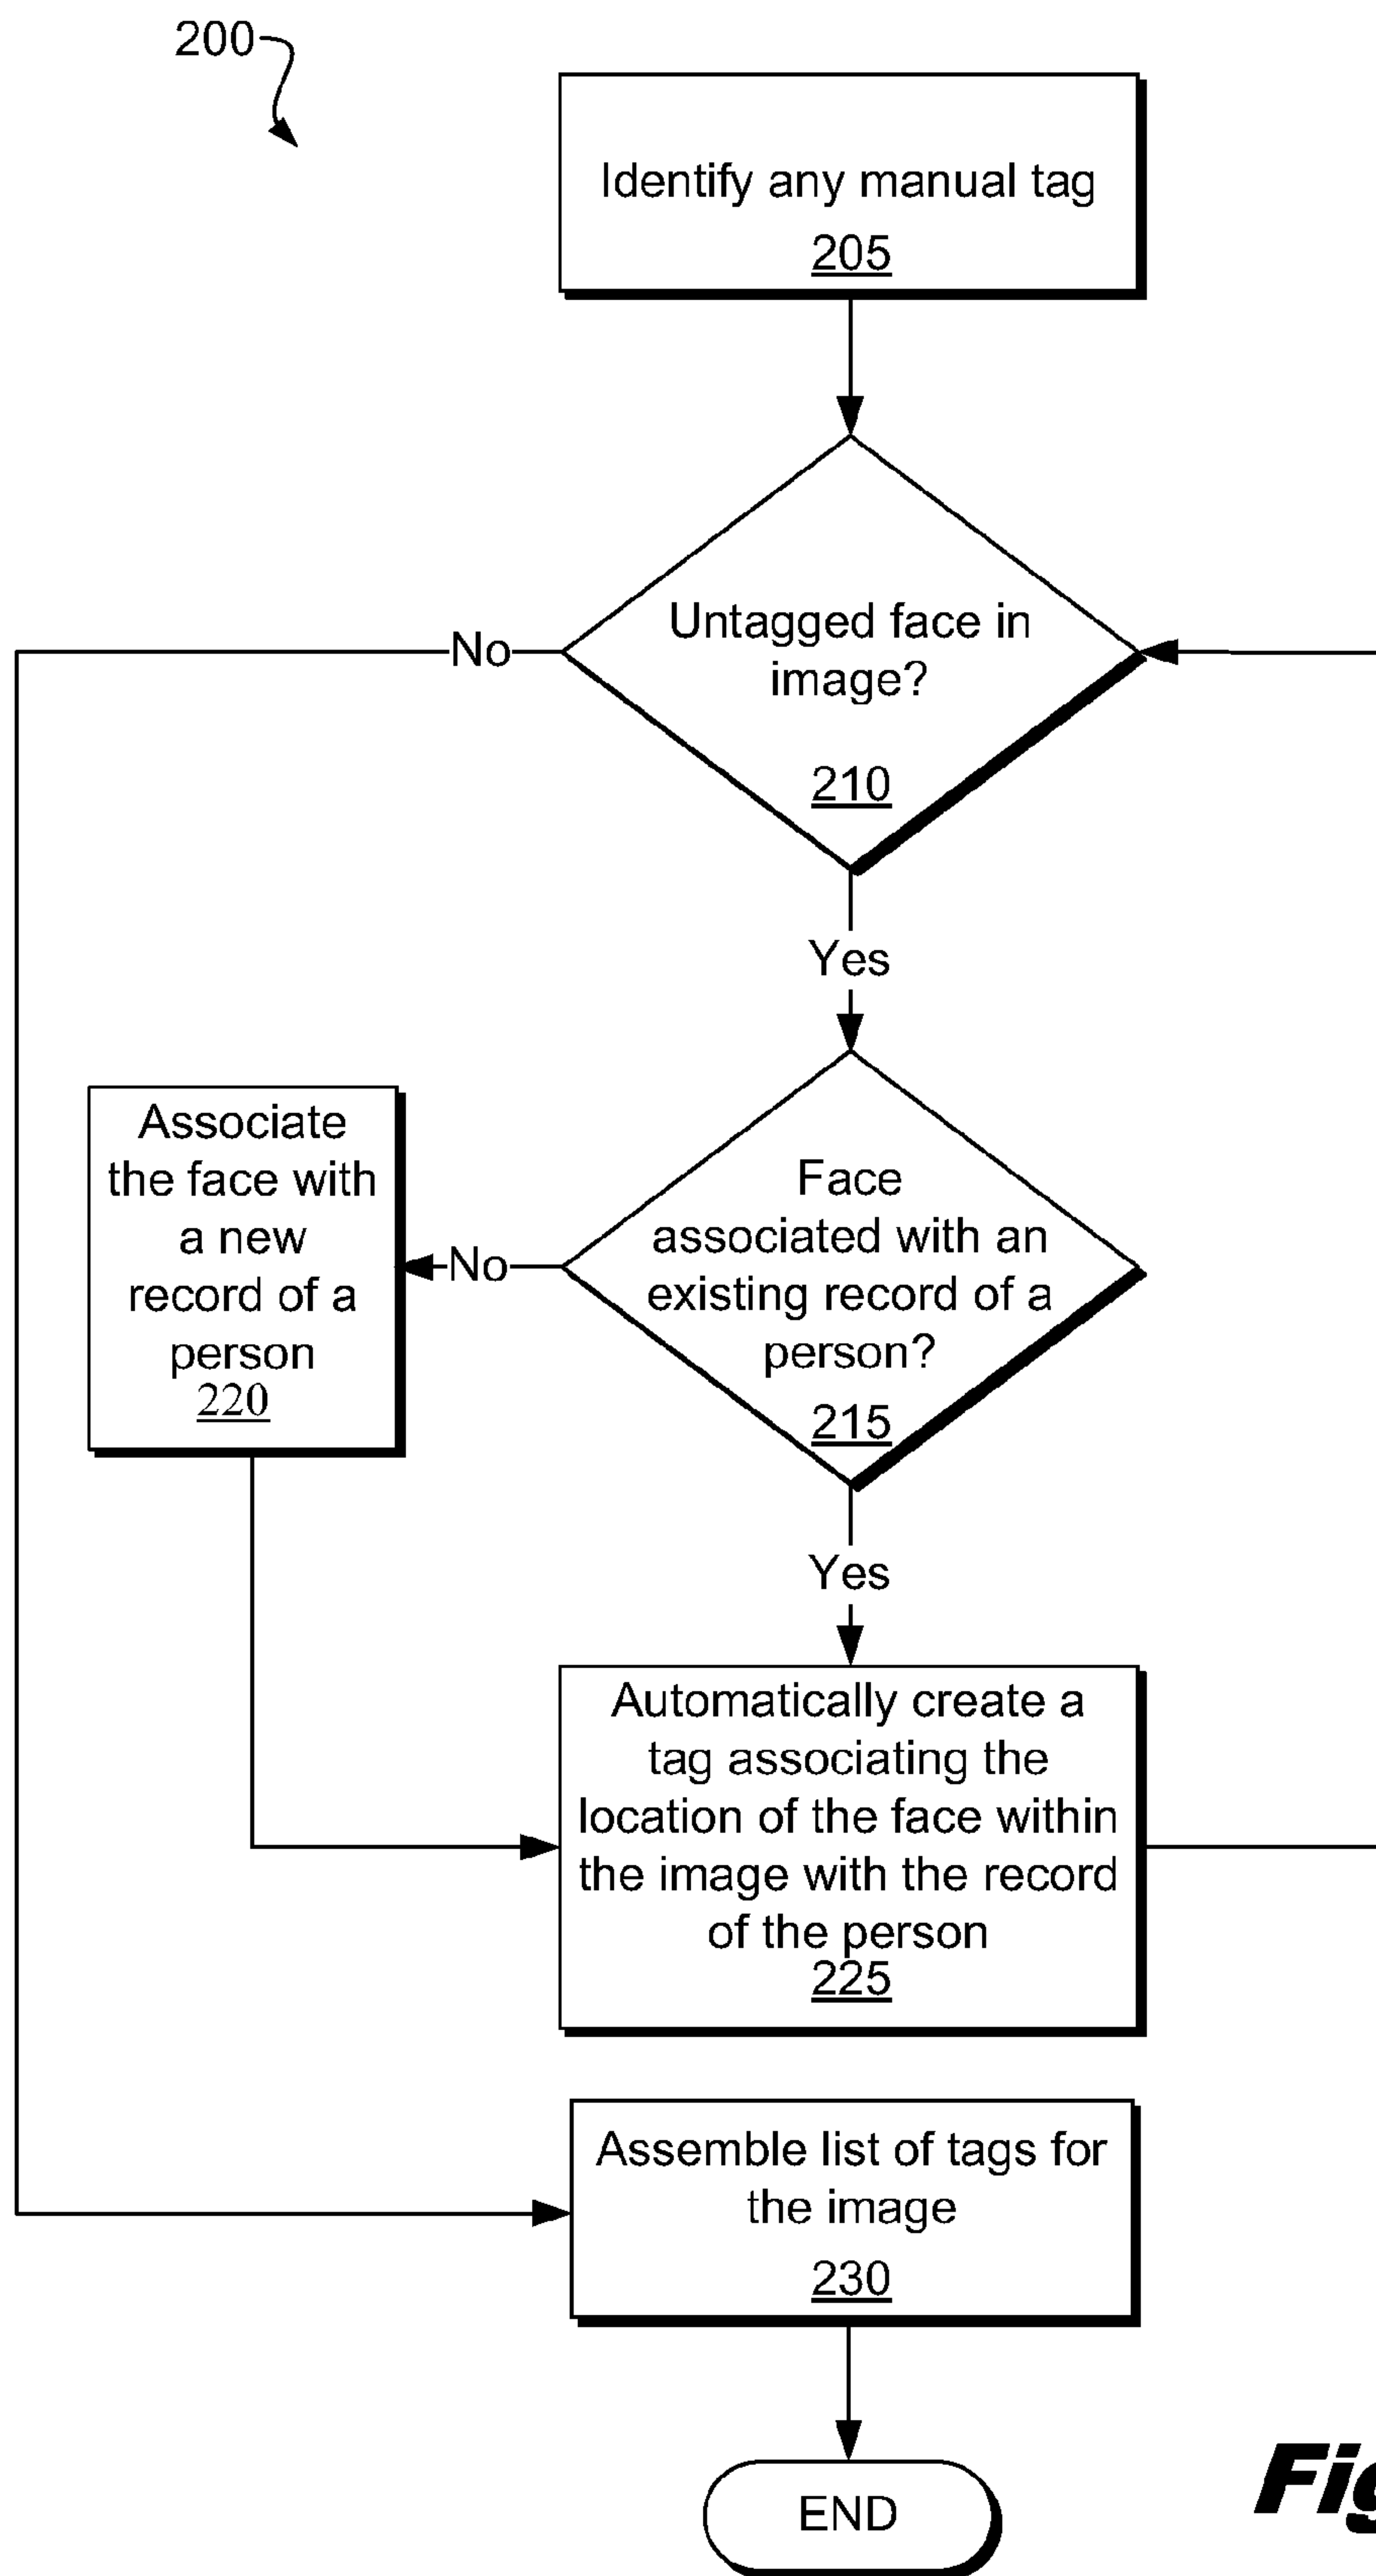 200
Identify any manual tag
205
Untagged face in
image?
210
No
Yes
Face
associated with an
existing record of a
person?
215
No
Associate
the face with
a new
record of a
person
220
Yes
Automatically create a
tag associating the
location of the face within
the image with the record
of the person
225
Assemble list of tags for
the image
230
END